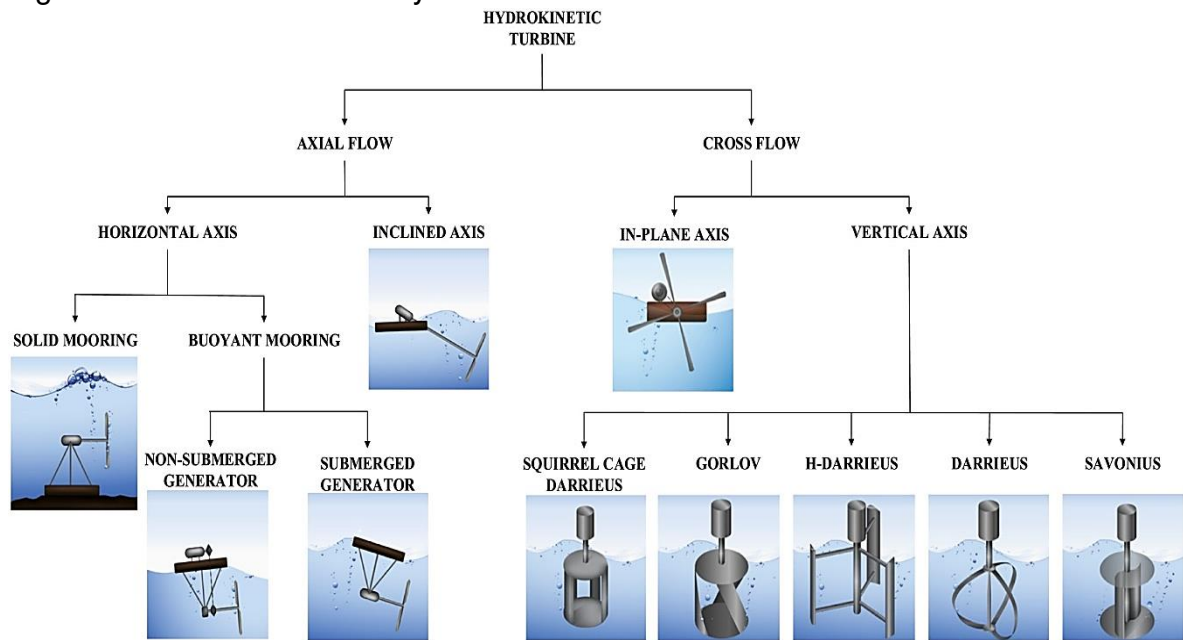 HYDROKINETIC
TURBINE
AXIAL FLOW
CROSS FLOW
HORIZONTAL AXIS
INCLINED AXIS
IN-PLANE AXIS
VERTICAL AXIS
SOLID MOORING
BUOYANT MOORING
NON-SUBMERGED
GENERATOR
SUBMERGED
GENERATOR
SQUIRREL CAGE
DARRIEUS
GORLOV
H-DARRIEUS
DARRIEUS
SAVONIUS